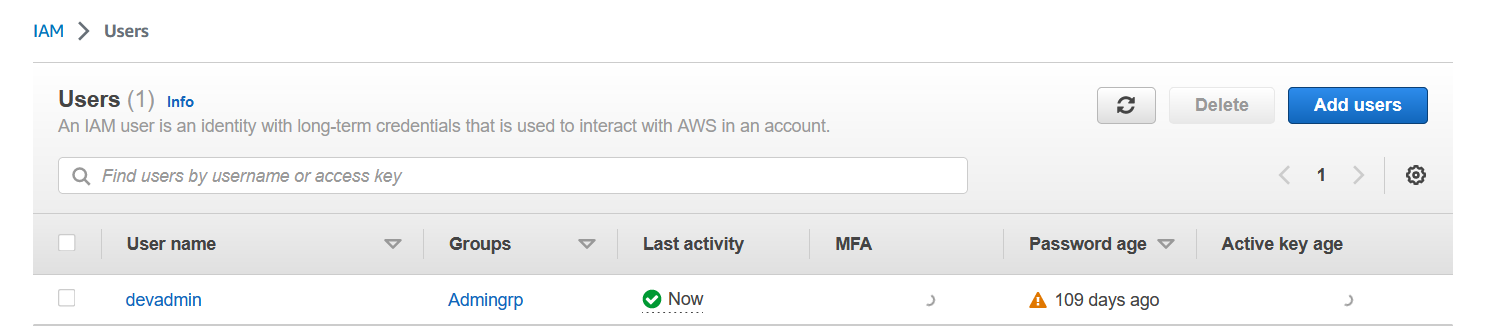 IAM > Users
Users (1) Info
An IAM user is an identity with long-term credentials that is used to interact with AWS in an account.
Delete
Add users
Find users by username or access key
1
User name Groups Last activity MFA Password age Active key age
devadmin Admingrp Now 109 days ago